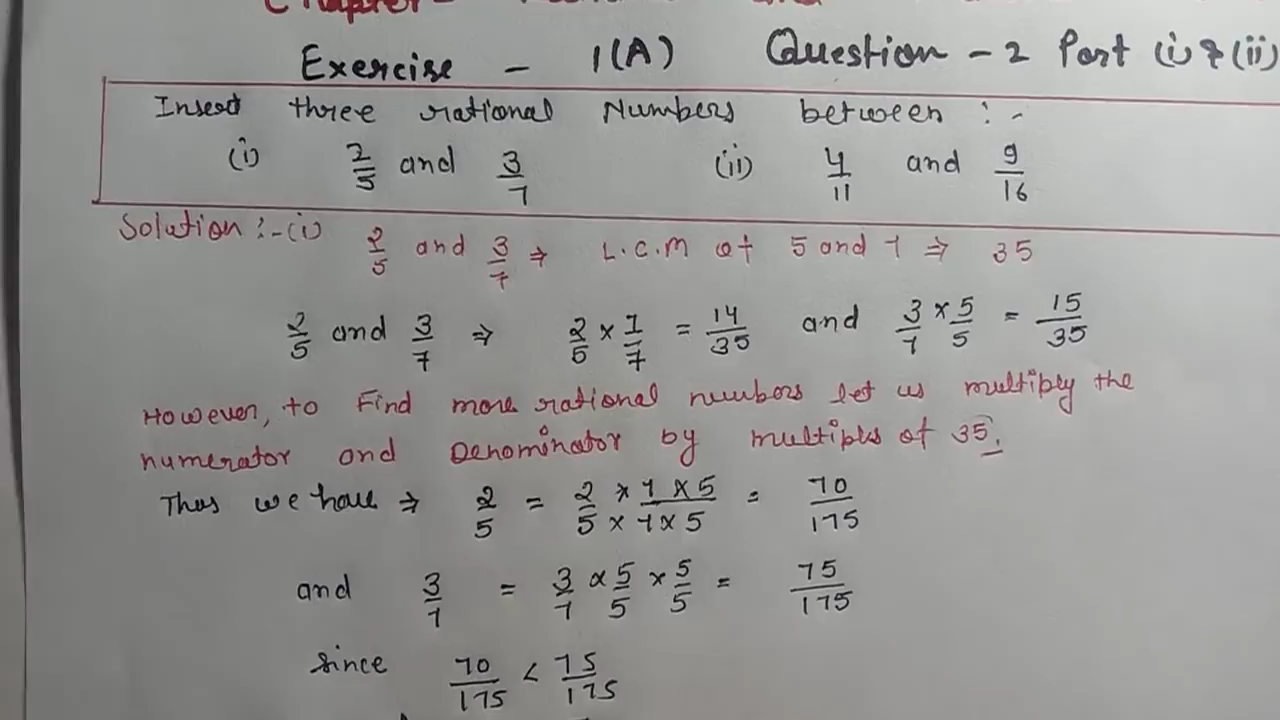 Chapter -
Exercise - 1(A) Question - 2 Part (i) & (ii)
Insert three rational Numbers between :-
(i) 2/5 and 3/7 (ii) 4/11 and 9/16
Solution :- (i) 2/5 and 3/7 ⇒ L.C.M of 5 and 7 ⇒ 35
2/5 and 3/7 ⇒ 2/5 × 7/7 = 14/35 and 3/7 × 5/5 = 15/35
However, to Find more rational numbers let us multiply the
numerator and Denominator by multiples of 35.
Thus we have ⇒ 2/5 = 2 × 7 × 5 / 5 × 7 × 5 = 70/175
and 3/7 = 3/7 × 5/5 × 5/5 = 75/175
since 70/175 < 75/175